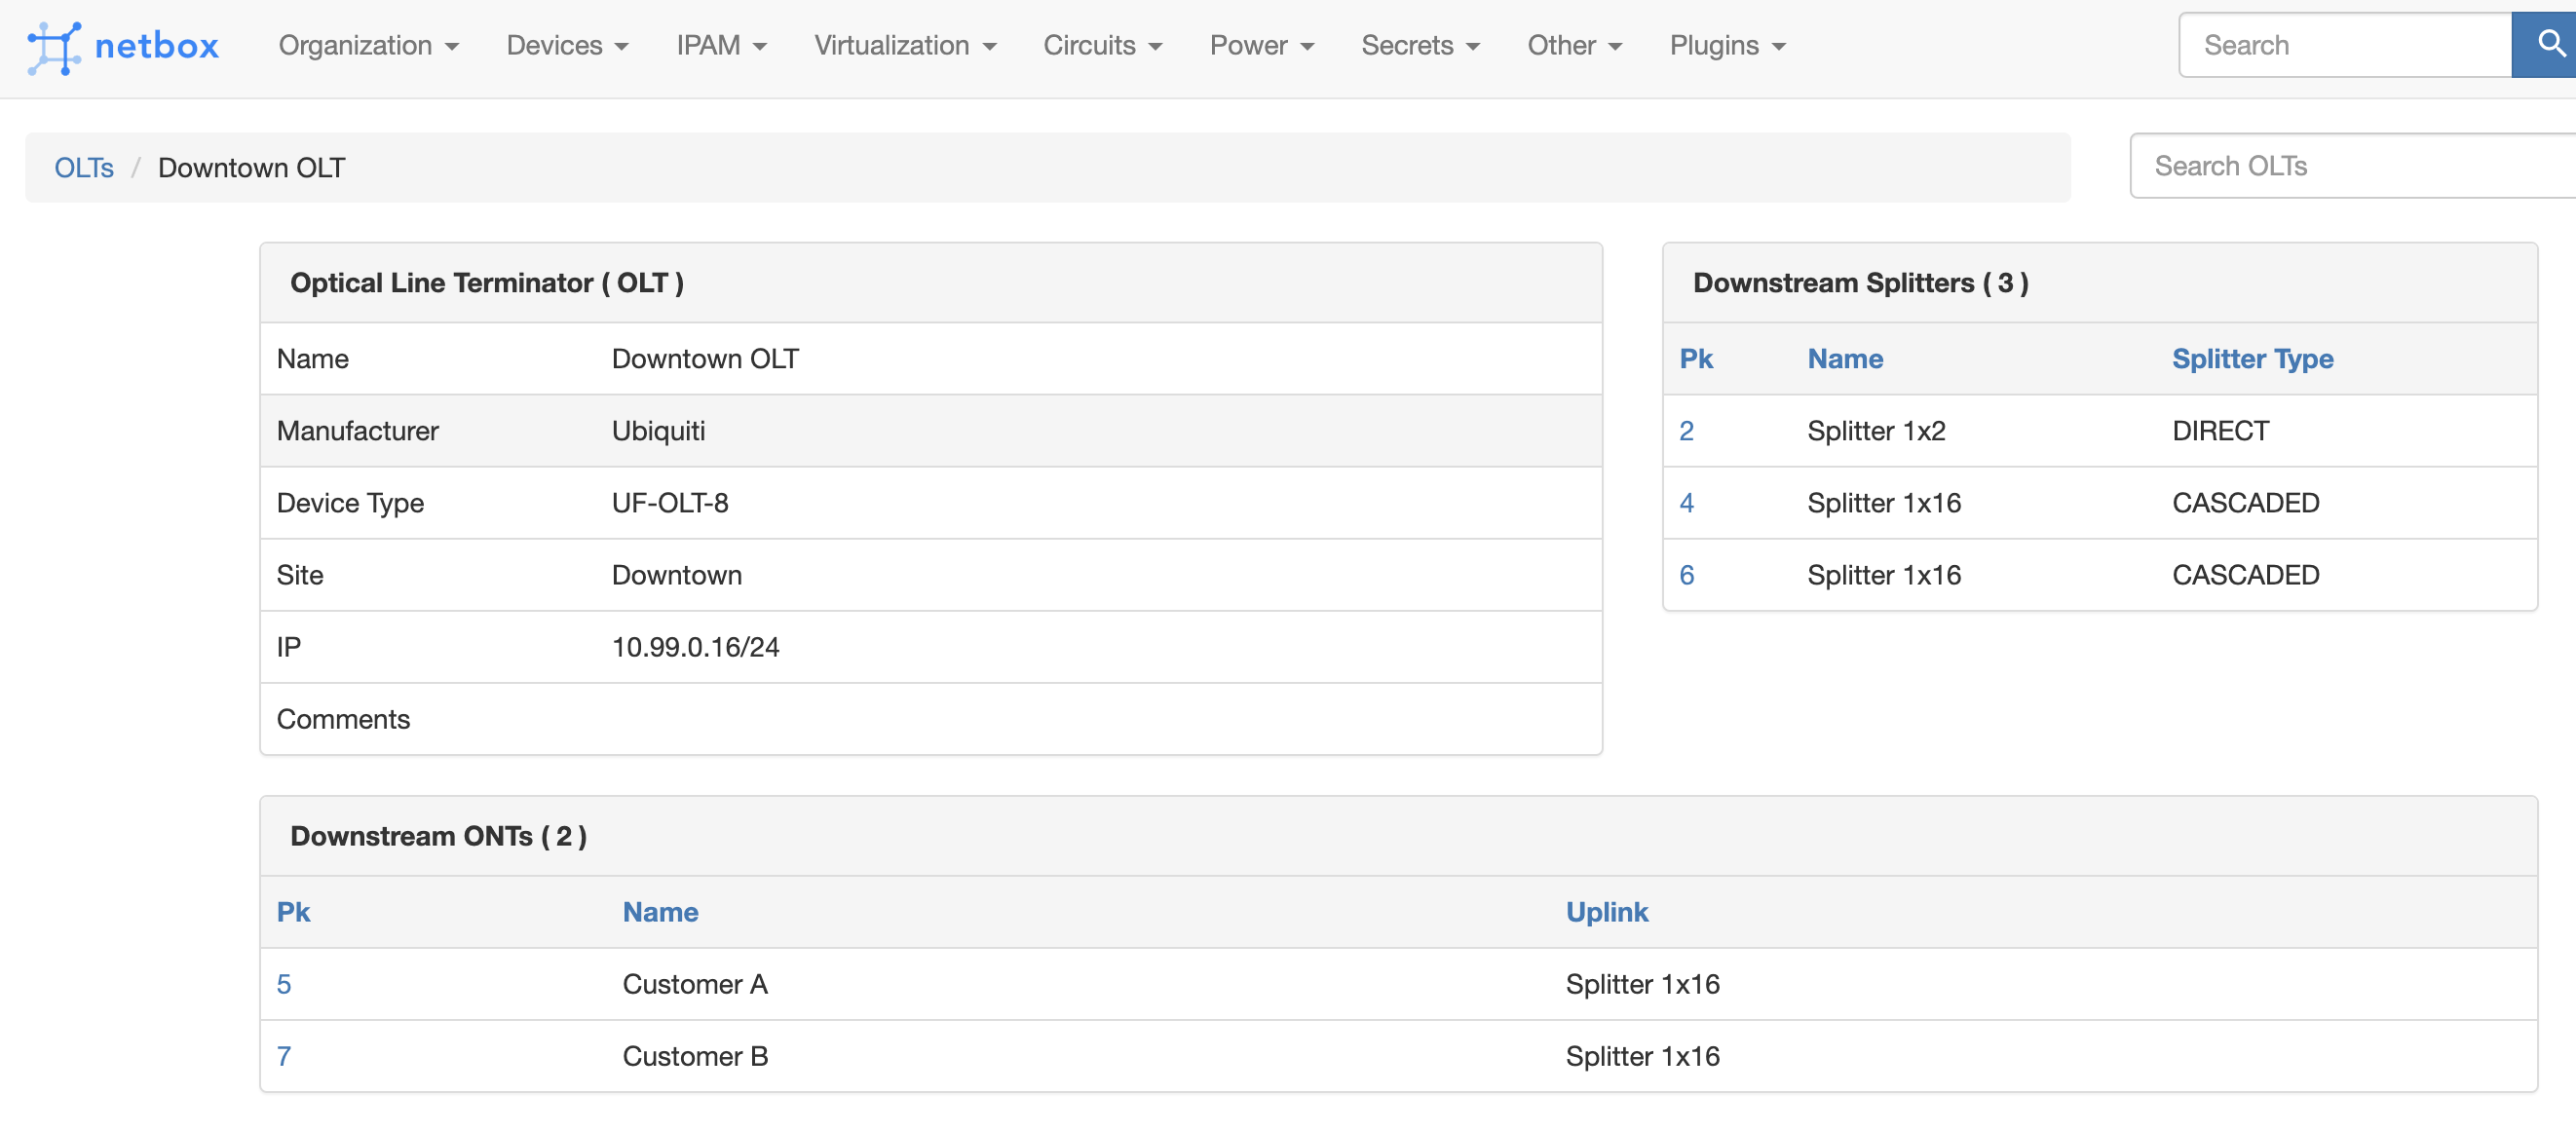 netbox Organization Devices IPAM Virtualization Circuits Power Secrets Other Plugins Search
OLTs / Downtown OLT Search OLTs
Optical Line Terminator ( OLT )
Name Downtown OLT
Manufacturer Ubiquiti
Device Type UF-OLT-8
Site Downtown
IP 10.99.0.16/24
Comments
Downstream Splitters ( 3 )
Pk Name Splitter Type
2 Splitter 1x2 DIRECT
4 Splitter 1x16 CASCADED
6 Splitter 1x16 CASCADED
Downstream ONTs ( 2 )
Pk Name Uplink
5 Customer A Splitter 1x16
7 Customer B Splitter 1x16